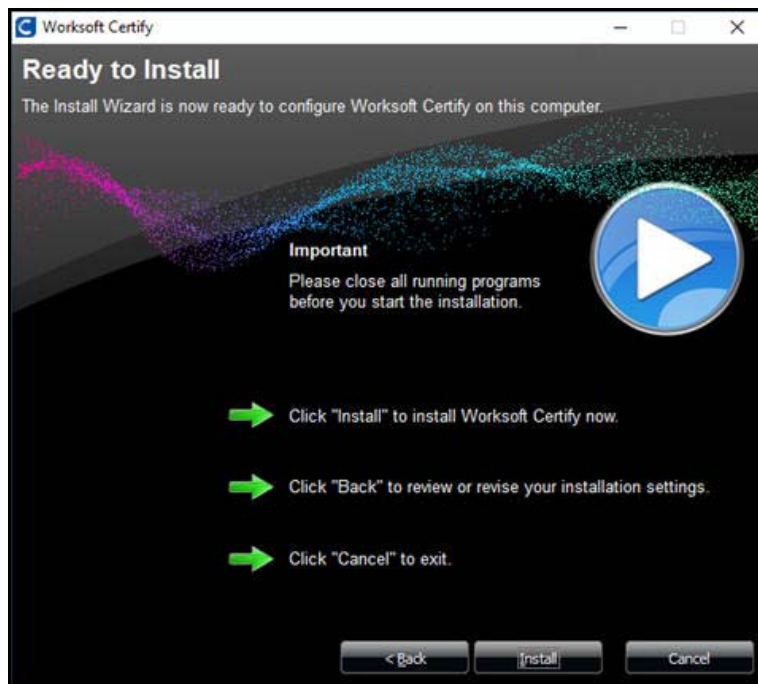 Worksoft Certify
Ready to Install
The Install Wizard is now ready to configure Worksoft Certify on this computer.
Important
Please close all running programs
before you start the installation.
Click "Install" to install Worksoft Certify now.
Click "Back" to review or revise your installation settings.
Click "Cancel" to exit.
< Back
Install
Cancel